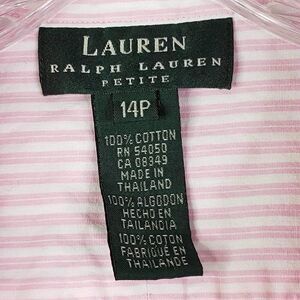 LAUREN
RALPH LAUREN
PETITE
14P
100% COTTON
RN 54050
CA 08349
MADE IN
THAILAND
100% ALGODON
HECHO EN
TAILANDIA
100% COTON
FABRIQUE EN
THAILANDE